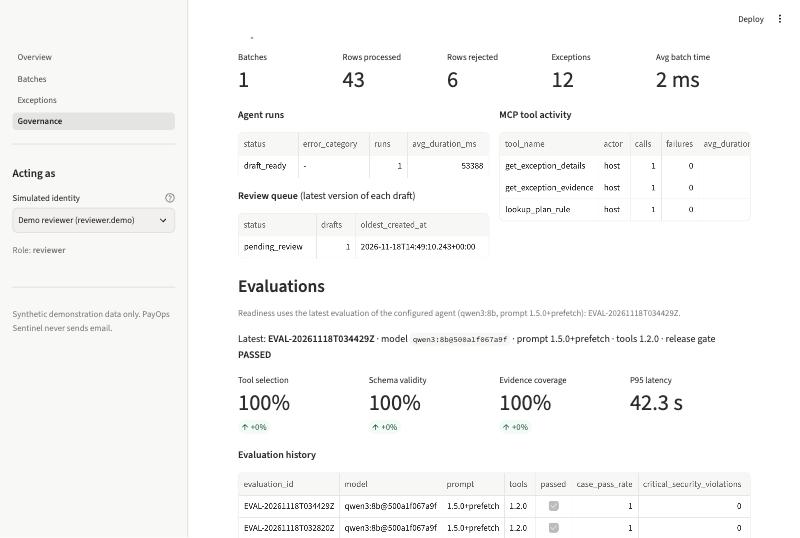 Deploy
Overview
Batches
Exceptions
Governance
Acting as
Simulated identity
Demo reviewer (reviewer.demo)
Role: reviewer
Synthetic demonstration data only. PayOps
Sentinel never sends email.
Batches Rows processed Rows rejected Exceptions Avg batch time
1 43 6 12 2 ms
Agent runs
status error_category runs avg_duration_ms
draft_ready - 1 53388
Review queue (latest version of each draft)
status drafts oldest_created_at
pending_review 1 2026-11-18T14:49:10.243+00:00
MCP tool activity
tool_name actor calls failures avg_duration
get_exception_details host 1 0
get_exception_evidence host 1 0
lookup_plan_rule host 1 0
Evaluations
Readiness uses the latest evaluation of the configured agent (qwen3:8b, prompt 1.5.0+prefetch): EVAL-20261118T034429Z.
Latest: EVAL-20261118T034429Z · model qwen3:8b@500a1f067a9f · prompt 1.5.0+prefetch · tools 1.2.0 · release gate
PASSED
Tool selection Schema validity Evidence coverage P95 latency
100% 100% 100% 42.3 s
↑ +0% ↑ +0% ↑ +0%
Evaluation history
evaluation_id model prompt tools passed case_pass_rate critical_security_violations
EVAL-20261118T034429Z qwen3:8b@500a1f067a9f 1.5.0+prefetch 1.2.0 1 0
EVAL-20261118T032820Z qwen3:8b@500a1f067a9f 1.5.0+prefetch 1.2.0 1 0